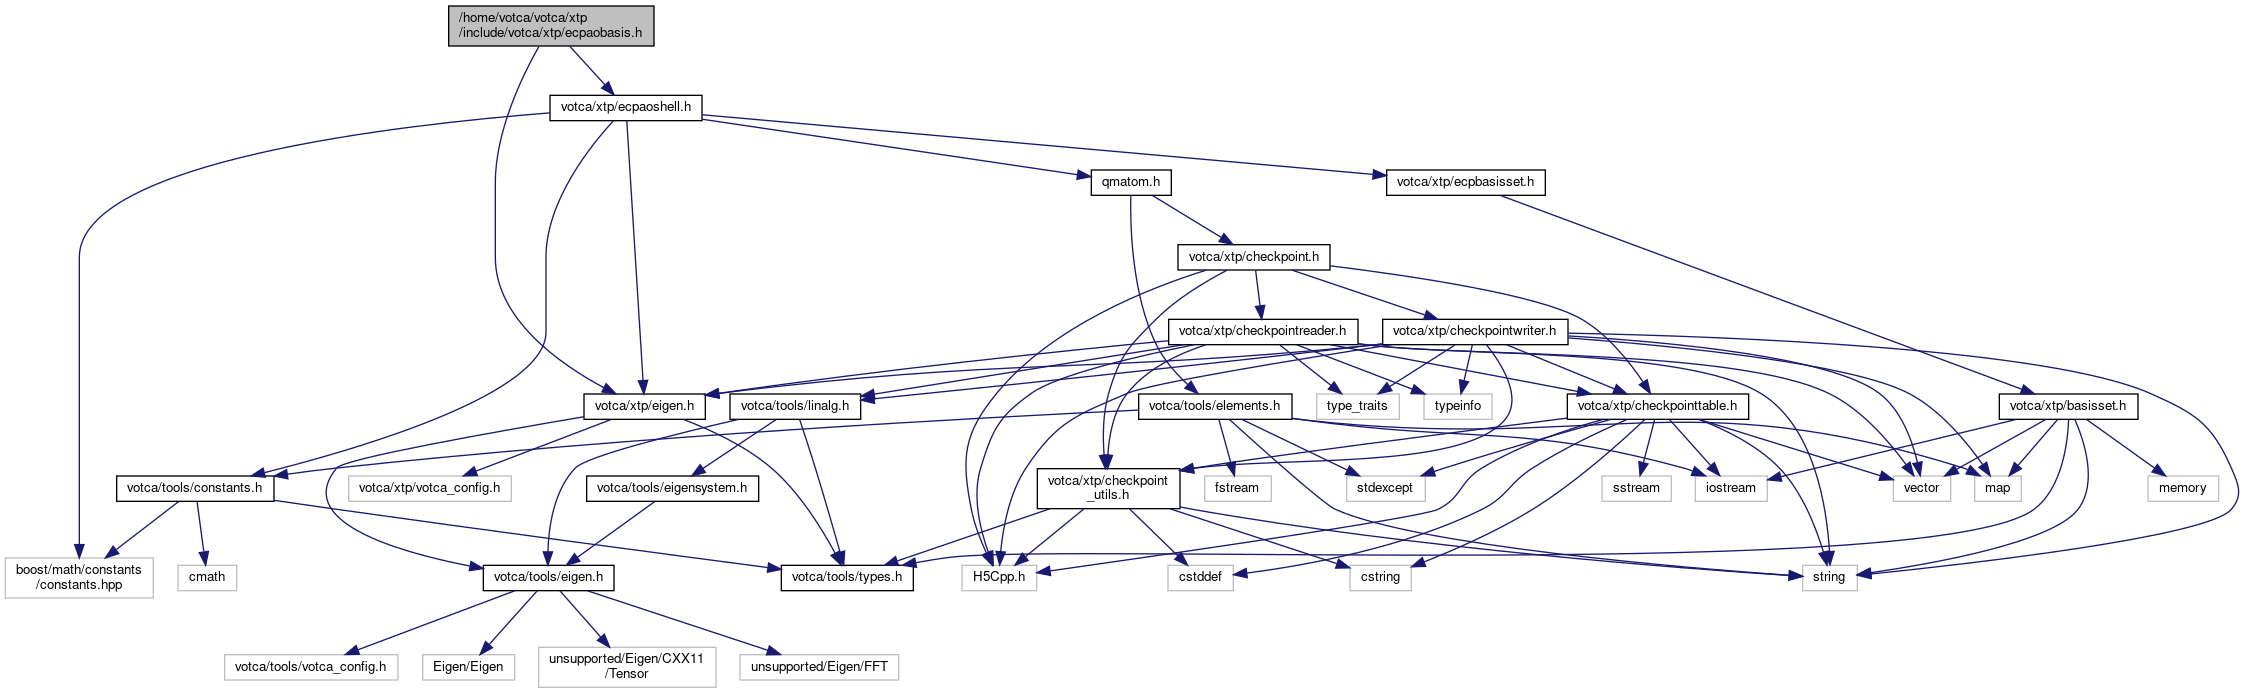 /home/votca/votca/xtp
/include/votca/xtp/ecpaobasis.h
votca/xtp/ecpaoshell.h
qmatom.h
votca/xtp/ecpbasisset.h
votca/xtp/checkpoint.h
votca/xtp/checkpointreader.h
votca/xtp/checkpointwriter.h
votca/xtp/eigen.h
votca/tools/linalg.h
votca/tools/elements.h
type_traits
typeinfo
votca/xtp/checkpointtable.h
votca/xtp/basisset.h
votca/tools/constants.h
votca/xtp/votca_config.h
votca/tools/eigensystem.h
votca/xtp/checkpoint
_utils.h
fstream
stdexcept
sstream
iostream
vector
map
memory
boost/math/constants
/constants.hpp
cmath
votca/tools/eigen.h
votca/tools/types.h
H5Cpp.h
cstddef
cstring
string
votca/tools/votca_config.h
Eigen/Eigen
unsupported/Eigen/CXX11
/Tensor
unsupported/Eigen/FFT